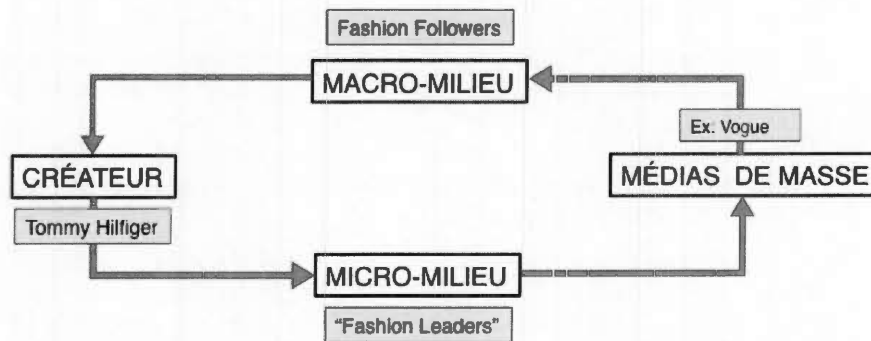 Fashion Followers
MACRO-MILIEU
Ex. Vogue
CRÉATEUR
MÉDIAS DE MASSE
Tommy Hilfiger
MICRO-MILIEU
"Fashion Leaders"